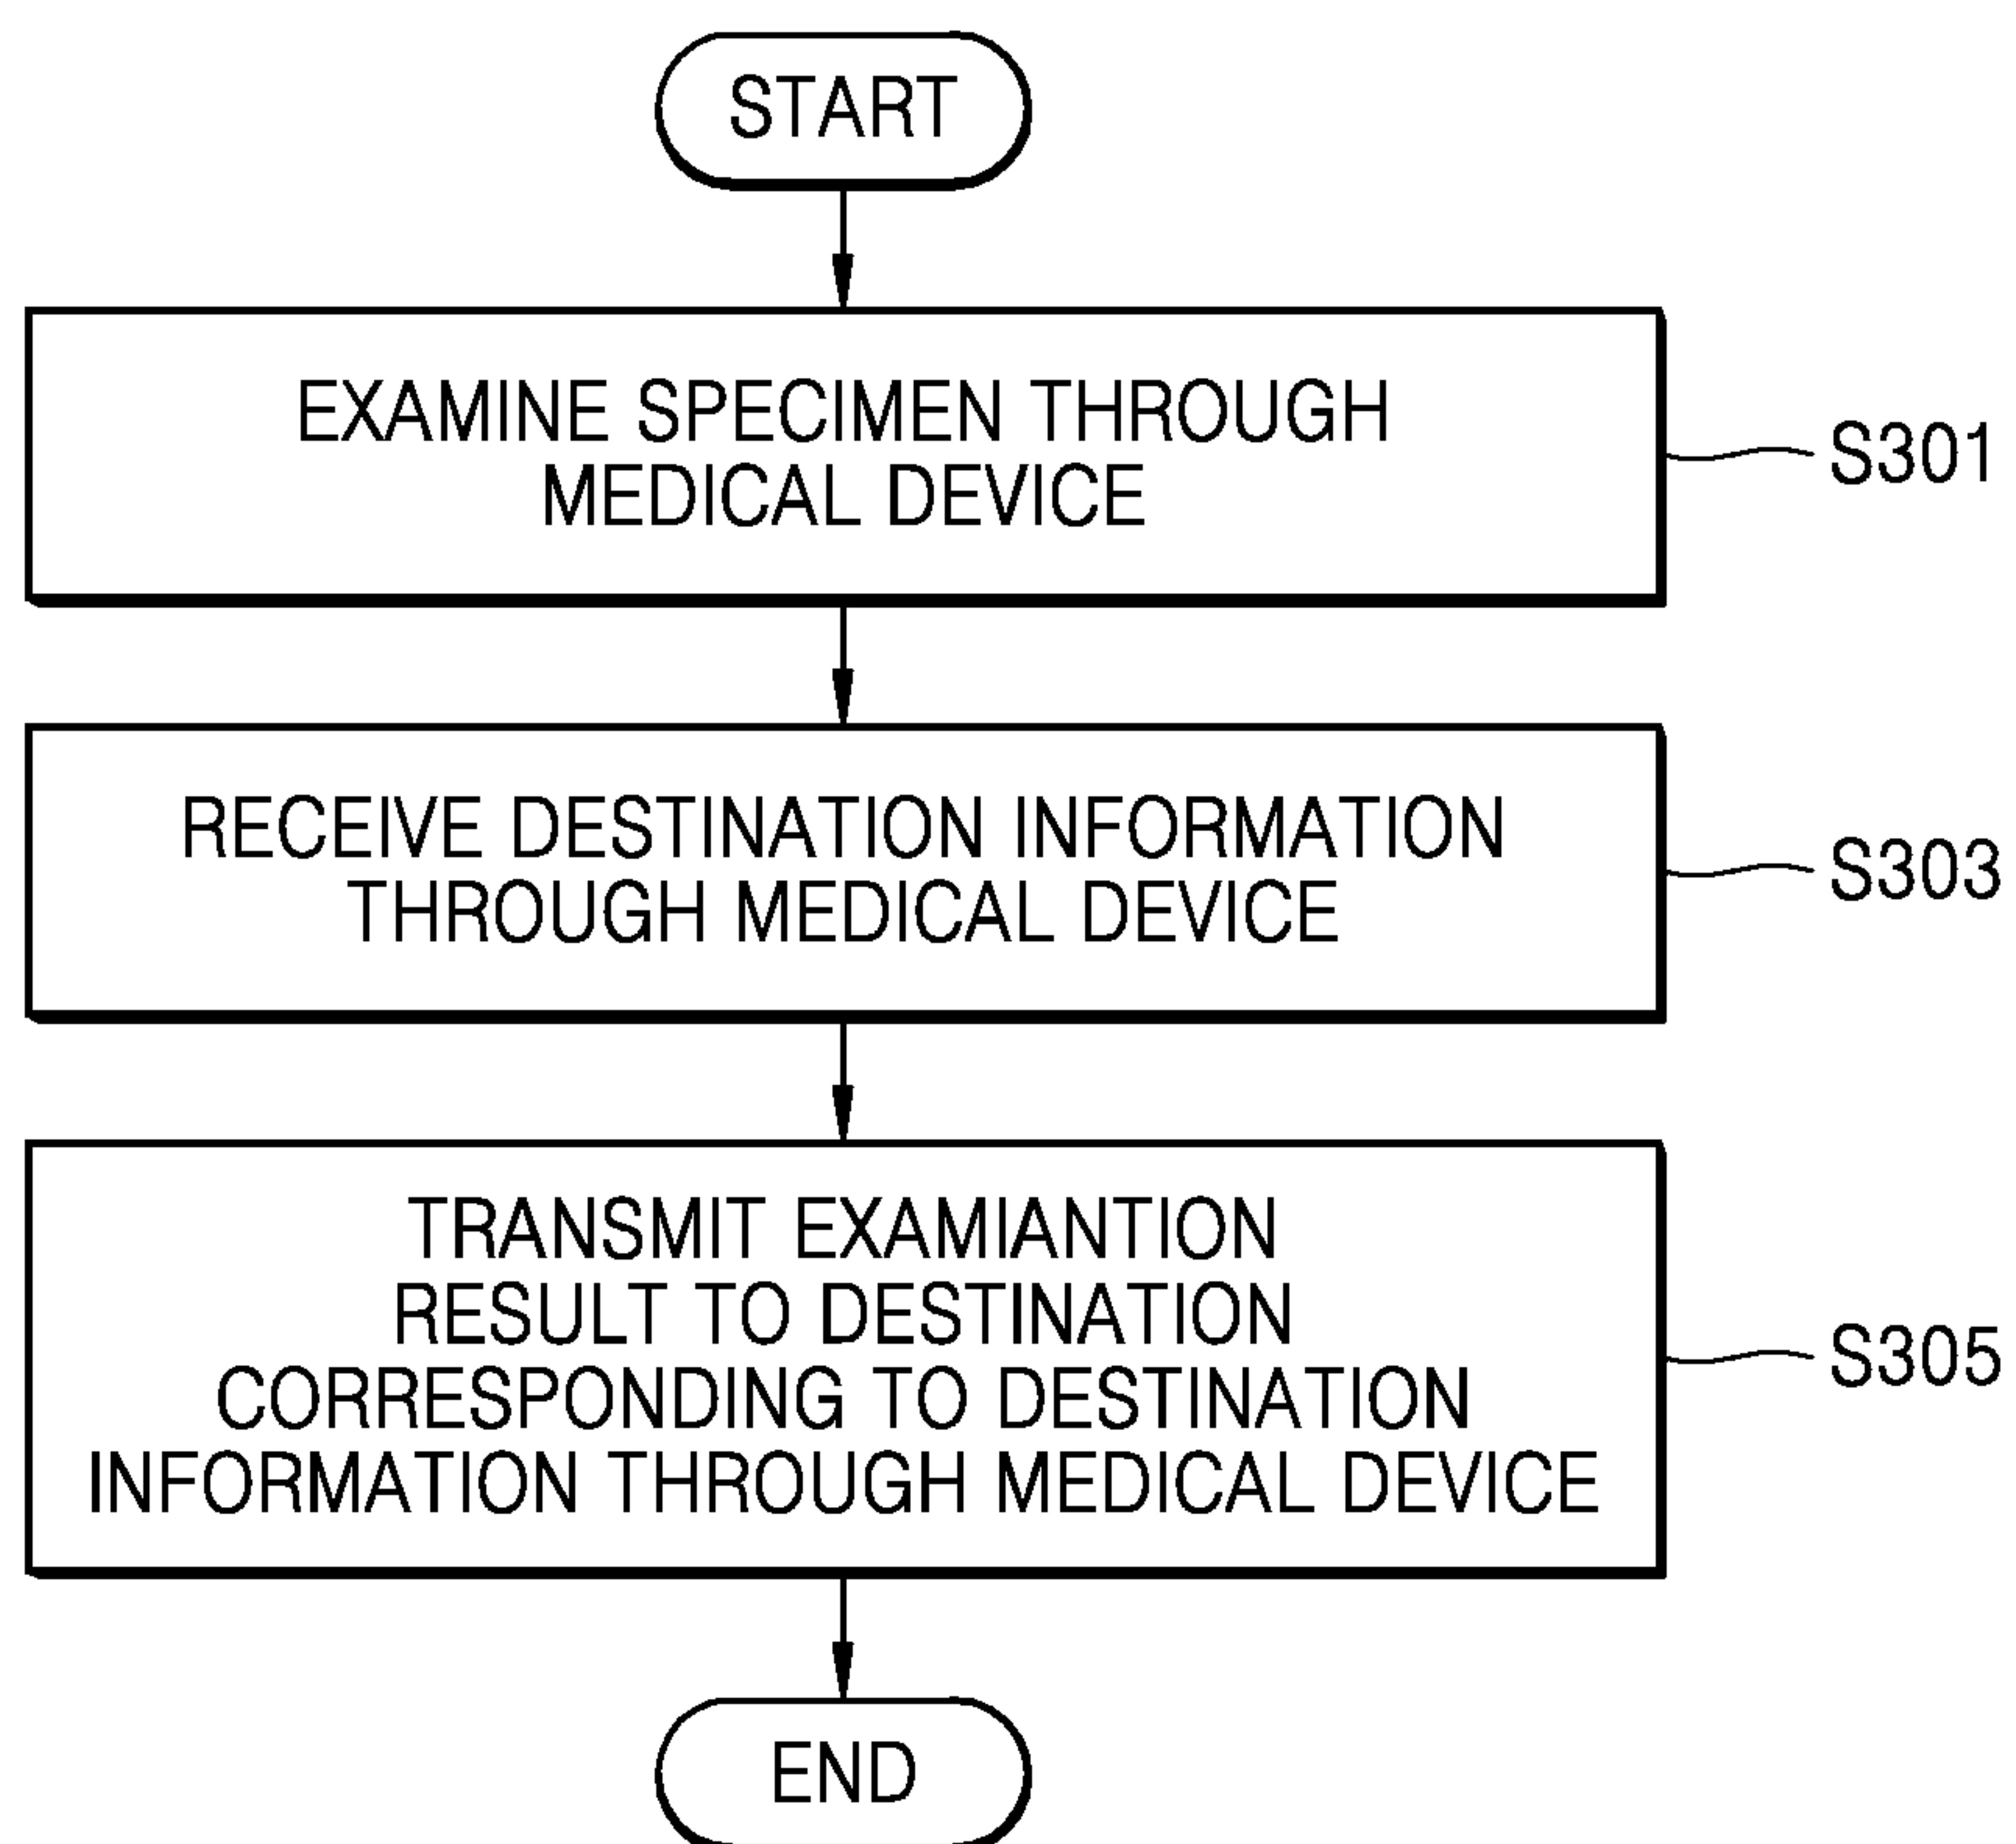 START
EXAMINE SPECIMEN THROUGH
MEDICAL DEVICE
S301
RECEIVE DESTINATION INFORMATION
THROUGH MEDICAL DEVICE
S303
TRANSMIT EXAMIANTION
RESULT TO DESTINATION
CORRESPONDING TO DESTINATION
INFORMATION THROUGH MEDICAL DEVICE
S305
END